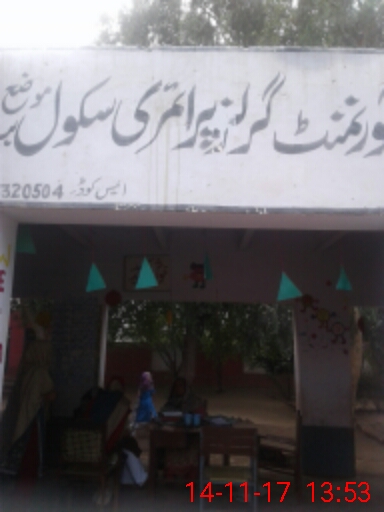 ورنمنٹ گرلز پرائمری سکول موضع
ایس کوڈ 320504
14-11-17 13:53